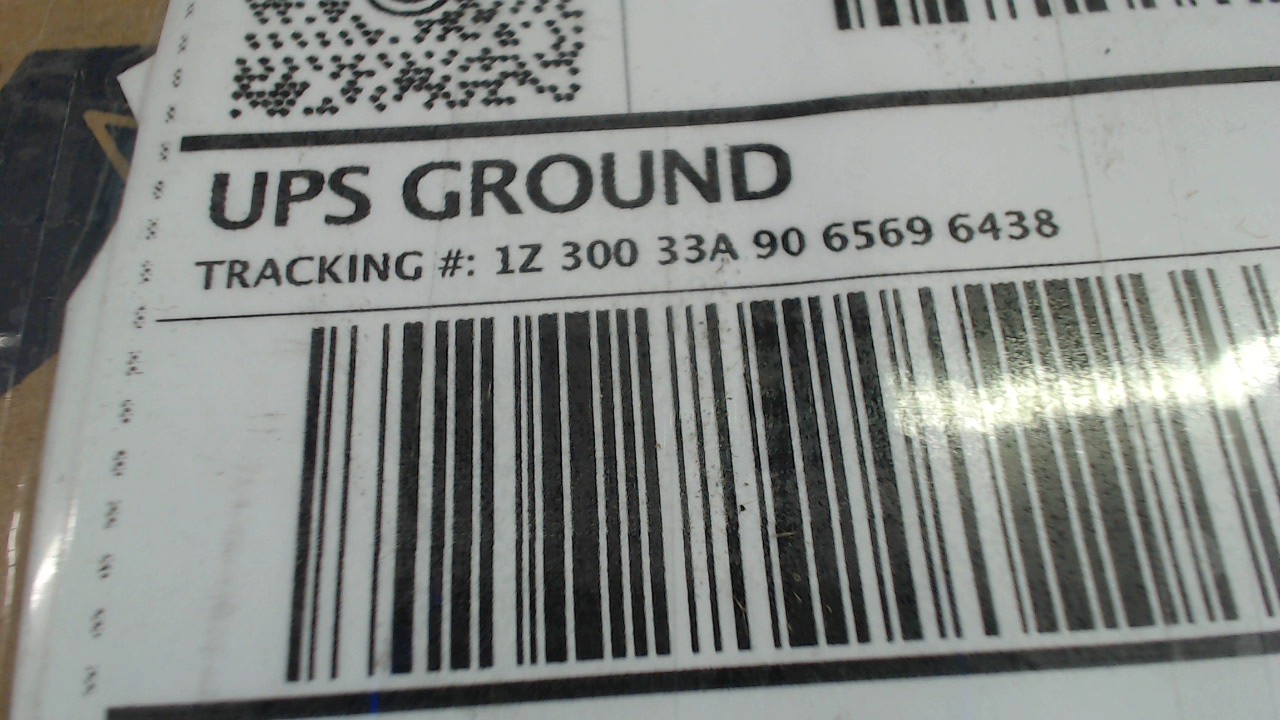 UPS GROUND
TRACKING #: 1Z 300 33A 90 6569 6438